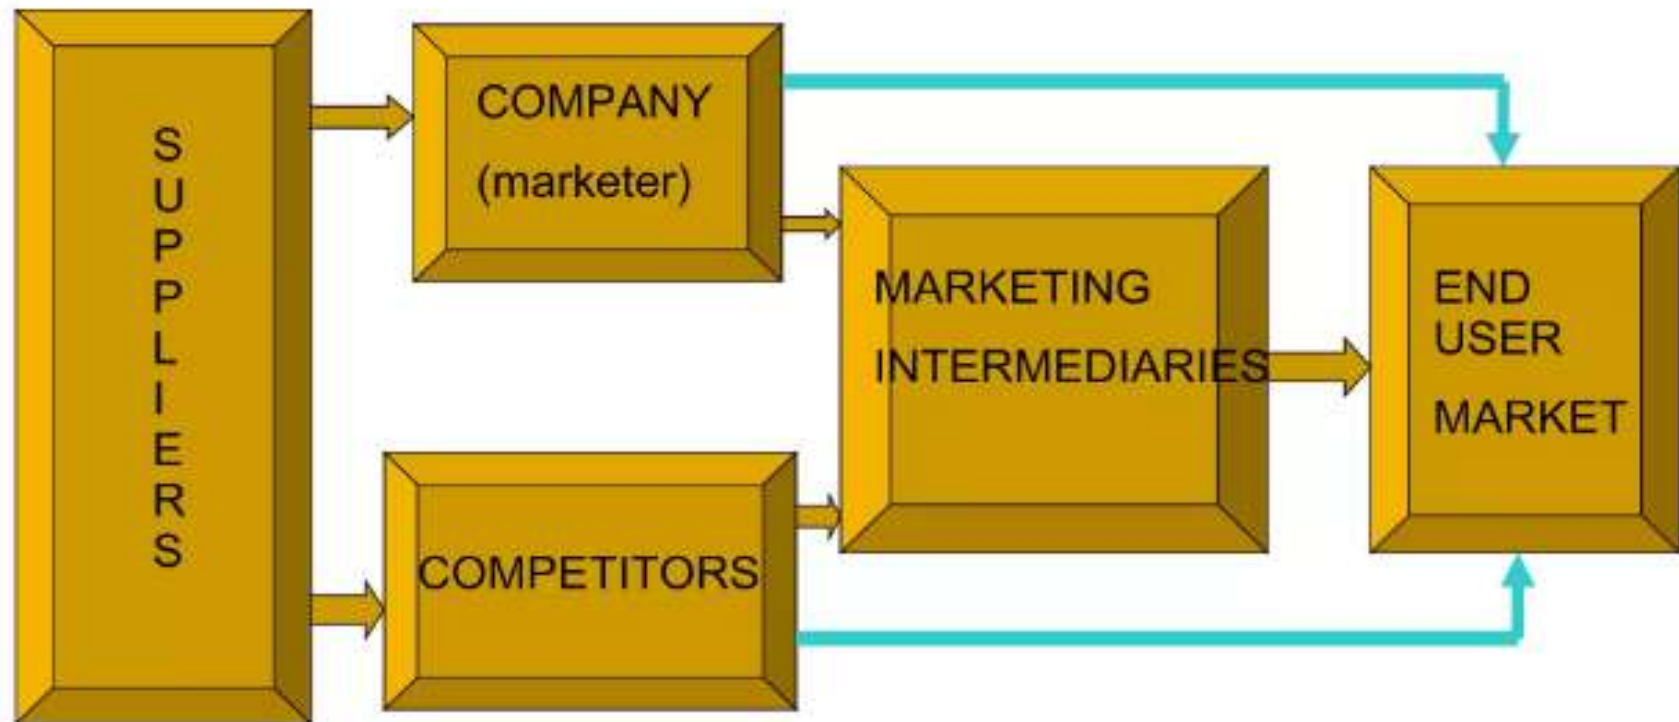 SUPPLIERS
COMPANY
(marketer)
MARKETING
INTERMEDIARIES
END
USER
MARKET
COMPETITORS